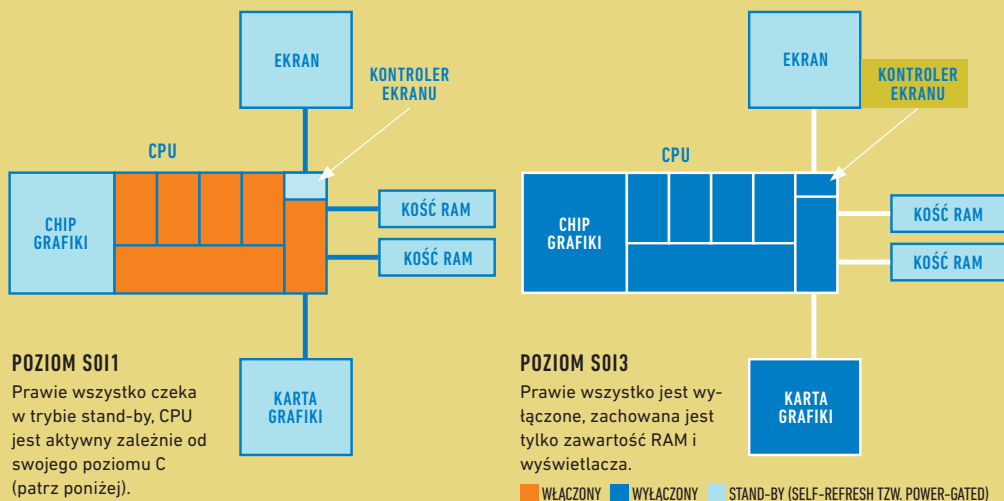 EKRAN
KONTROLER
EKRANU
CPU
CHIP
GRAFIKI
KOŚĆ RAM
KOŚĆ RAM
KARTA
GRAFIKI
POZIOM S0I1
Prawie wszystko czeka
w trybie stand-by, CPU
jest aktywny zależnie od
swojego poziomu C
(patrz poniżej).
EKRAN
KONTROLER
EKRANU
CPU
CHIP
GRAFIKI
KOŚĆ RAM
KOŚĆ RAM
KARTA
GRAFIKI
POZIOM S0I3
Prawie wszystko jest wy-
łączone, zachowana jest
tylko zawartość RAM i
wyświetlacza.
WŁĄCZONY WYŁĄCZONY STAND-BY (SELF-REFRESH TZW. POWER-GATED)